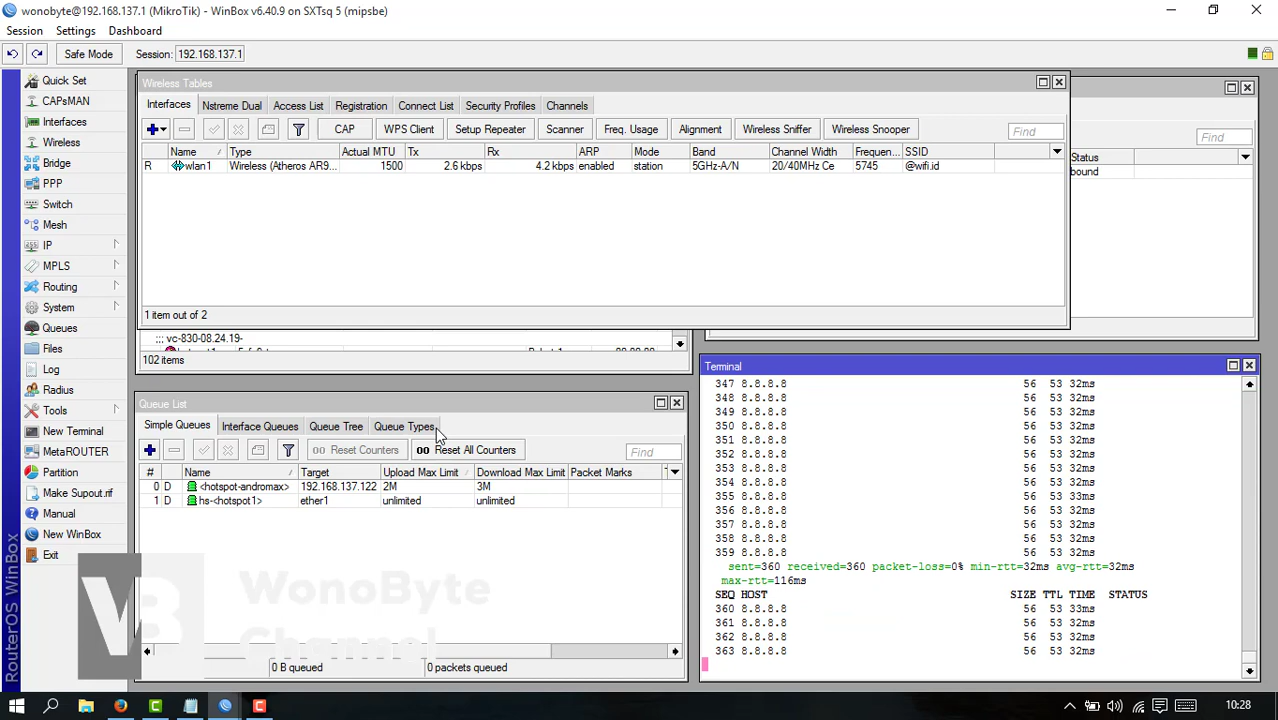 wonobyte@192.168.137.1 (MikroTik) - WinBox v6.40.9 on SXTsq 5 (mipsbe)
Session Settings Dashboard
Safe Mode Session: 192.168.137.1
Quick Set
CAPsMAN
Interfaces
Wireless
Bridge
PPP
Switch
Mesh
IP
MPLS
Routing
System
Queues
Files
Log
Radius
Tools
New Terminal
MetaROUTER
Partition
Make Supout.rif
Manual
New WinBox
Exit
RouterOS WinBox
Wireless Tables
Interfaces Nstreme Dual Access List Registration Connect List Security Profiles Channels
CAP WPS Client Setup Repeater Scanner Freq. Usage Alignment Wireless Sniffer Wireless Snooper Find
Name Type Actual MTU Tx Rx ARP Mode Band Channel Width Frequen... SSID
R wlan1 Wireless (Atheros AR9... 1500 2.6 kbps 4.2 kbps enabled station 5GHz-A/N 20/40MHz Ce 5745 @wifi.id
1 item out of 2
Find
Status
bound
;;; vc-830-08.24.19-
102 items
Queue List
Simple Queues Interface Queues Queue Tree Queue Types
00 Reset Counters 00 Reset All Counters Find
# Name Target Upload Max Limit Download Max Limit Packet Marks
0 D <hotspot-andromax> 192.168.137.122 2M 3M
1 D hs-<hotspot1> ether1 unlimited unlimited
0 B queued 0 packets queued
WonoByte
Channel
Terminal
347 8.8.8.8 56 53 32ms
348 8.8.8.8 56 53 32ms
349 8.8.8.8 56 53 32ms
350 8.8.8.8 56 53 32ms
351 8.8.8.8 56 53 32ms
352 8.8.8.8 56 53 32ms
353 8.8.8.8 56 53 32ms
354 8.8.8.8 56 53 32ms
355 8.8.8.8 56 53 32ms
356 8.8.8.8 56 53 32ms
357 8.8.8.8 56 53 32ms
358 8.8.8.8 56 53 32ms
359 8.8.8.8 56 53 32ms
sent=360 received=360 packet-loss=0% min-rtt=32ms avg-rtt=32ms
max-rtt=116ms
SEQ HOST SIZE TTL TIME STATUS
360 8.8.8.8 56 53 33ms
361 8.8.8.8 56 53 32ms
362 8.8.8.8 56 53 32ms
363 8.8.8.8 56 53 32ms
10:28